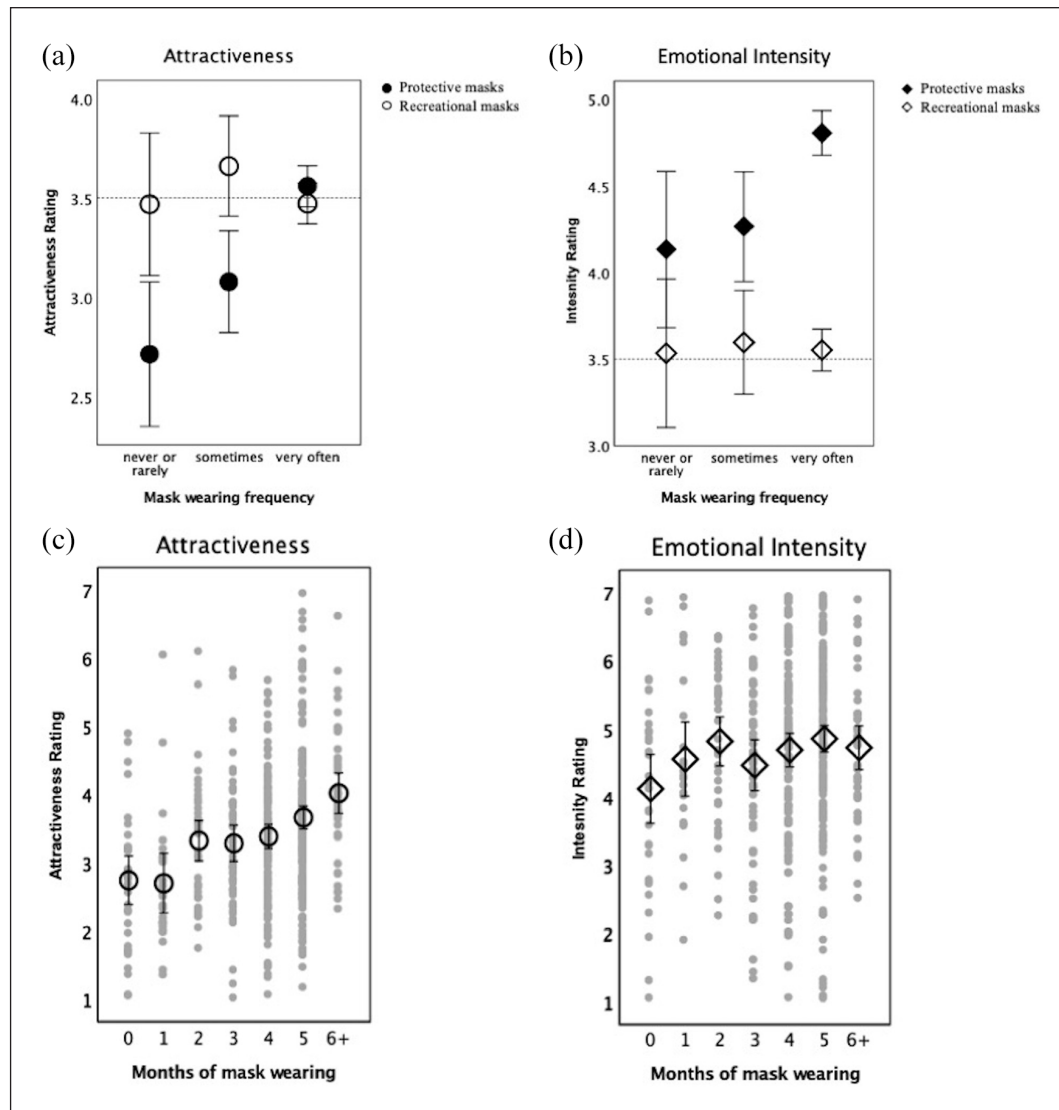 (a)
Attractiveness
Protective masks
Recreational masks
4.0
3.5
3.0
2.5
Attractiveness Rating
never or rarely
sometimes
very often
Mask wearing frequency
(b)
Emotional Intensity
Protective masks
Recreational masks
5.0
4.5
4.0
3.5
3.0
Intesnity Rating
never or rarely
sometimes
very often
Mask wearing frequency
(c)
Attractiveness
7
6
5
4
3
2
1
Attractiveness Rating
0 1 2 3 4 5 6+
Months of mask wearing
(d)
Emotional Intensity
7
6
5
4
3
2
1
Intesnity Rating
0 1 2 3 4 5 6+
Months of mask wearing